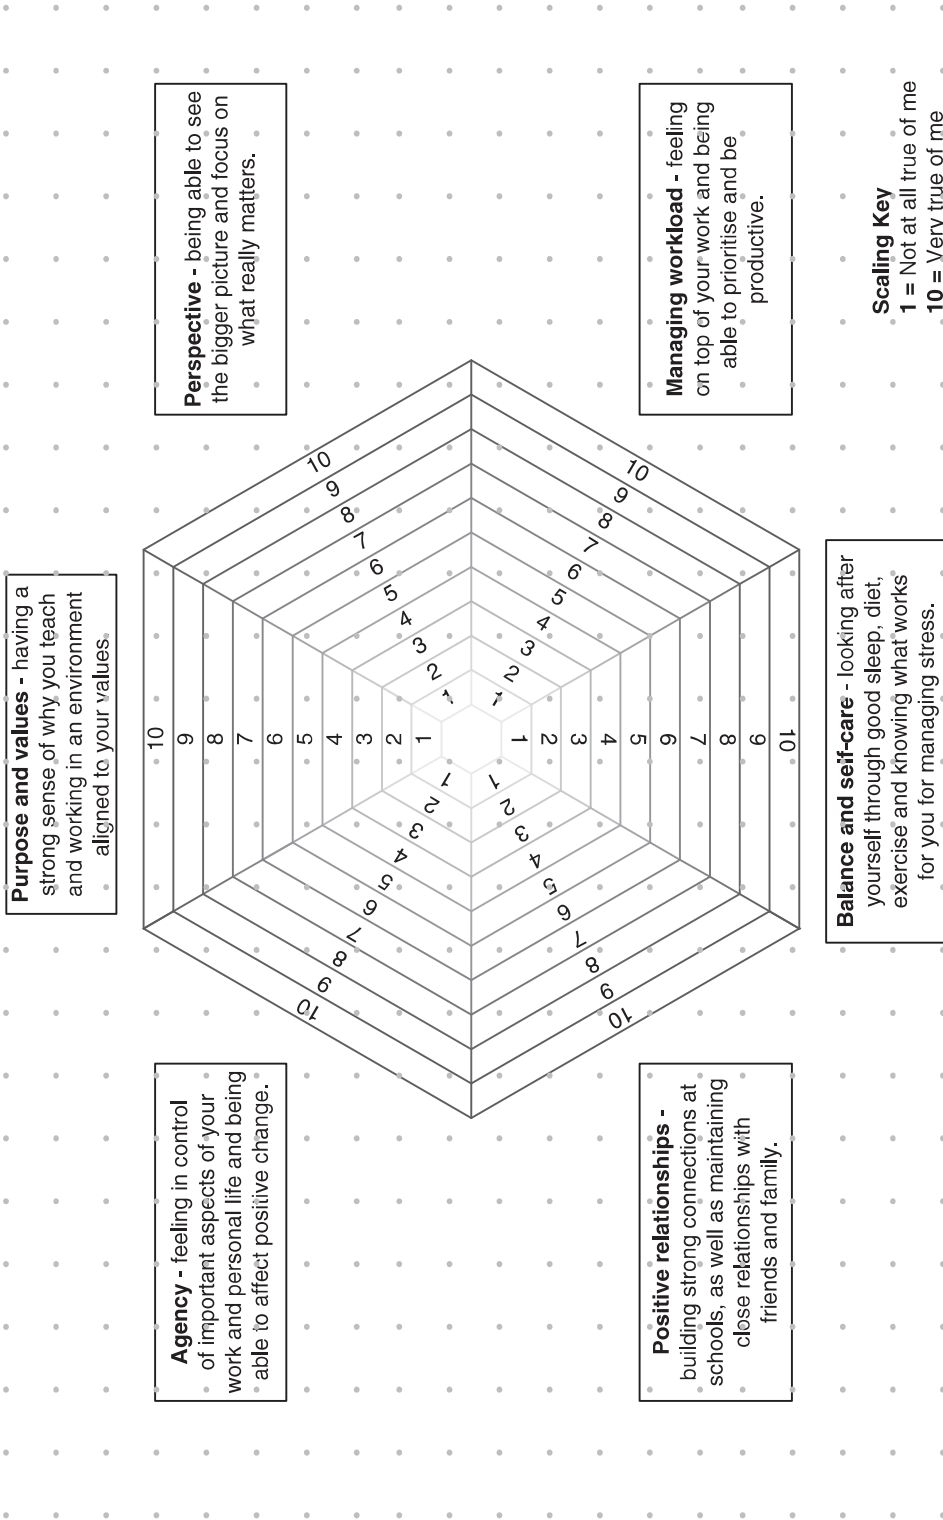 Purpose and values - having a
strong sense of why you teach
and working in an environment
aligned to your values.
Agency - feeling in control
of important aspects of your
work and personal life and being
able to affect positive change.
Perspective - being able to see
the bigger picture and focus on
what really matters.
10
9
8
7
6
5
4
3
2
1
10
9
8
7
6
5
4
3
2
1
10
9
8
7
6
5
4
3
2
1
1
2
3
4
5
6
7
8
9
10
1
2
3
4
5
6
7
8
9
10
1
2
3
4
5
6
7
8
9
10
Positive relationships -
building strong connections at
schools, as well as maintaining
close relationships with
friends and family.
Managing workload - feeling
on top of your work and being
able to prioritise and be
productive.
Balance and self-care - looking after
yourself through good sleep, diet,
exercise and knowing what works
for you for managing stress.
Scaling Key
1 = Not at all true of me
10 = Very true of me